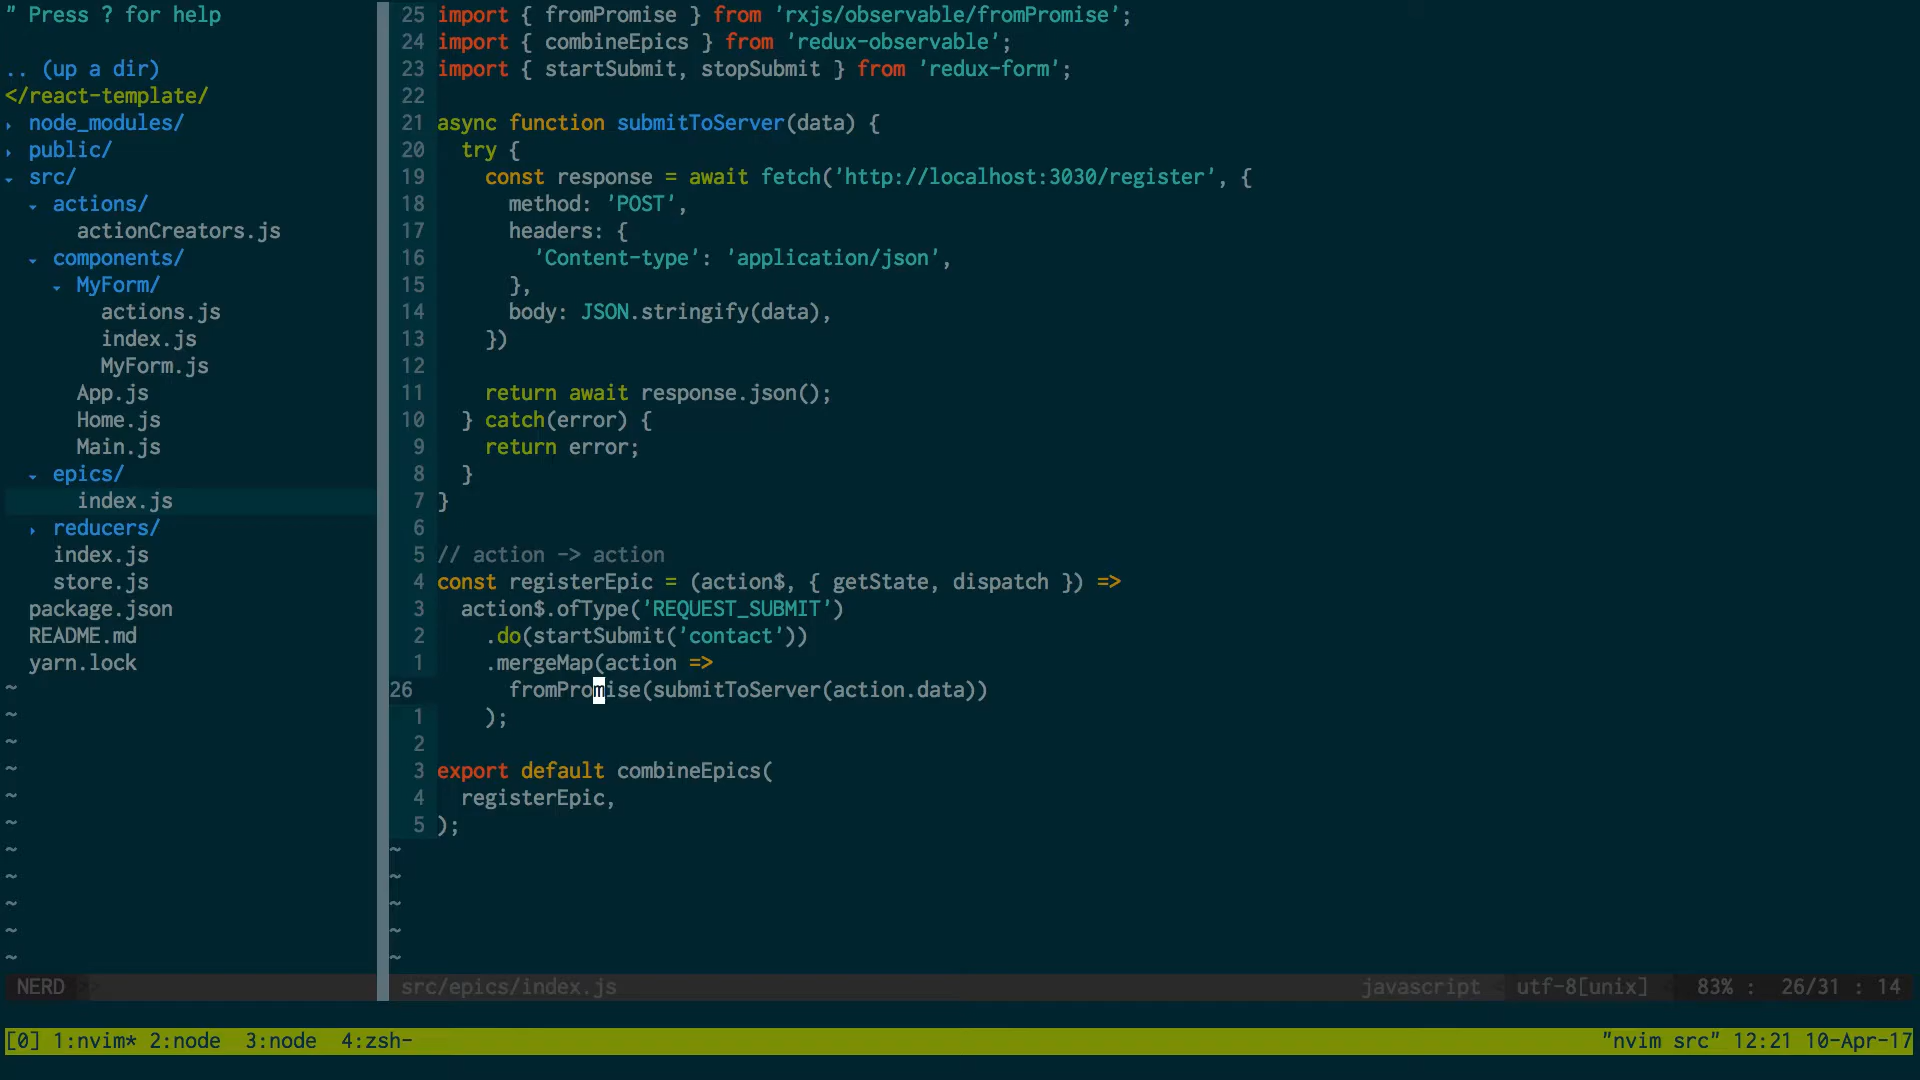 " Press ? for help
.. (up a dir)
</react-template/
▸ node_modules/
▸ public/
▾ src/
▾ actions/
actionCreators.js
▾ components/
▾ MyForm/
actions.js
index.js
MyForm.js
App.js
Home.js
Main.js
▾ epics/
index.js
▸ reducers/
index.js
store.js
package.json
README.md
yarn.lock
~
~
~
~
~
~
~
~
~
~
~
NERD
25 import { fromPromise } from 'rxjs/observable/fromPromise';
24 import { combineEpics } from 'redux-observable';
23 import { startSubmit, stopSubmit } from 'redux-form';
22
21 async function submitToServer(data) {
20 try {
19 const response = await fetch('http://localhost:3030/register', {
18 method: 'POST',
17 headers: {
16 'Content-type': 'application/json',
15 },
14 body: JSON.stringify(data),
13 })
12
11 return await response.json();
10 } catch(error) {
9 return error;
8 }
7 }
6
5 // action -> action
4 const registerEpic = (action$, { getState, dispatch }) =>
3 action$.ofType('REQUEST_SUBMIT')
2 .do(startSubmit('contact'))
1 .mergeMap(action =>
26 fromPromise(submitToServer(action.data))
1 );
2
3 export default combineEpics(
4 registerEpic,
5 );
~
~
~
~
~
src/epics/index.js javascript utf-8[unix] 83% : 26/31 : 14
[0] 1:nvim* 2:node 3:node 4:zsh- "nvim src" 12:21 10-Apr-17